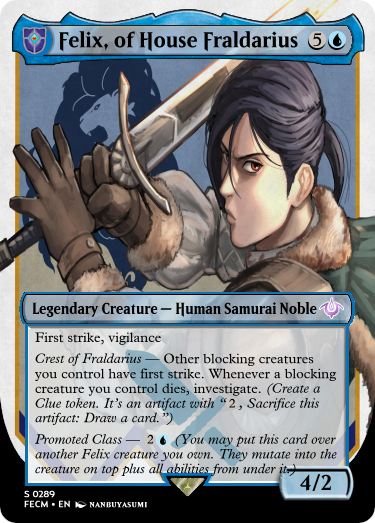 Felix, of House Fraldarius 5
Legendary Creature — Human Samurai Noble
First strike, vigilance
Crest of Fraldarius — Other blocking creatures
you control have first strike. Whenever a blocking
creature you control dies, investigate. (Create a
Clue token. It's an artifact with “2, Sacrifice this
artifact: Draw a card.”)
Promoted Class — 2 (You may put this card over
another Felix creature you own. They mutate into the
creature on top plus all abilities from under it.)
4/2
S 0289
FECM • EN NANBUYASUMI